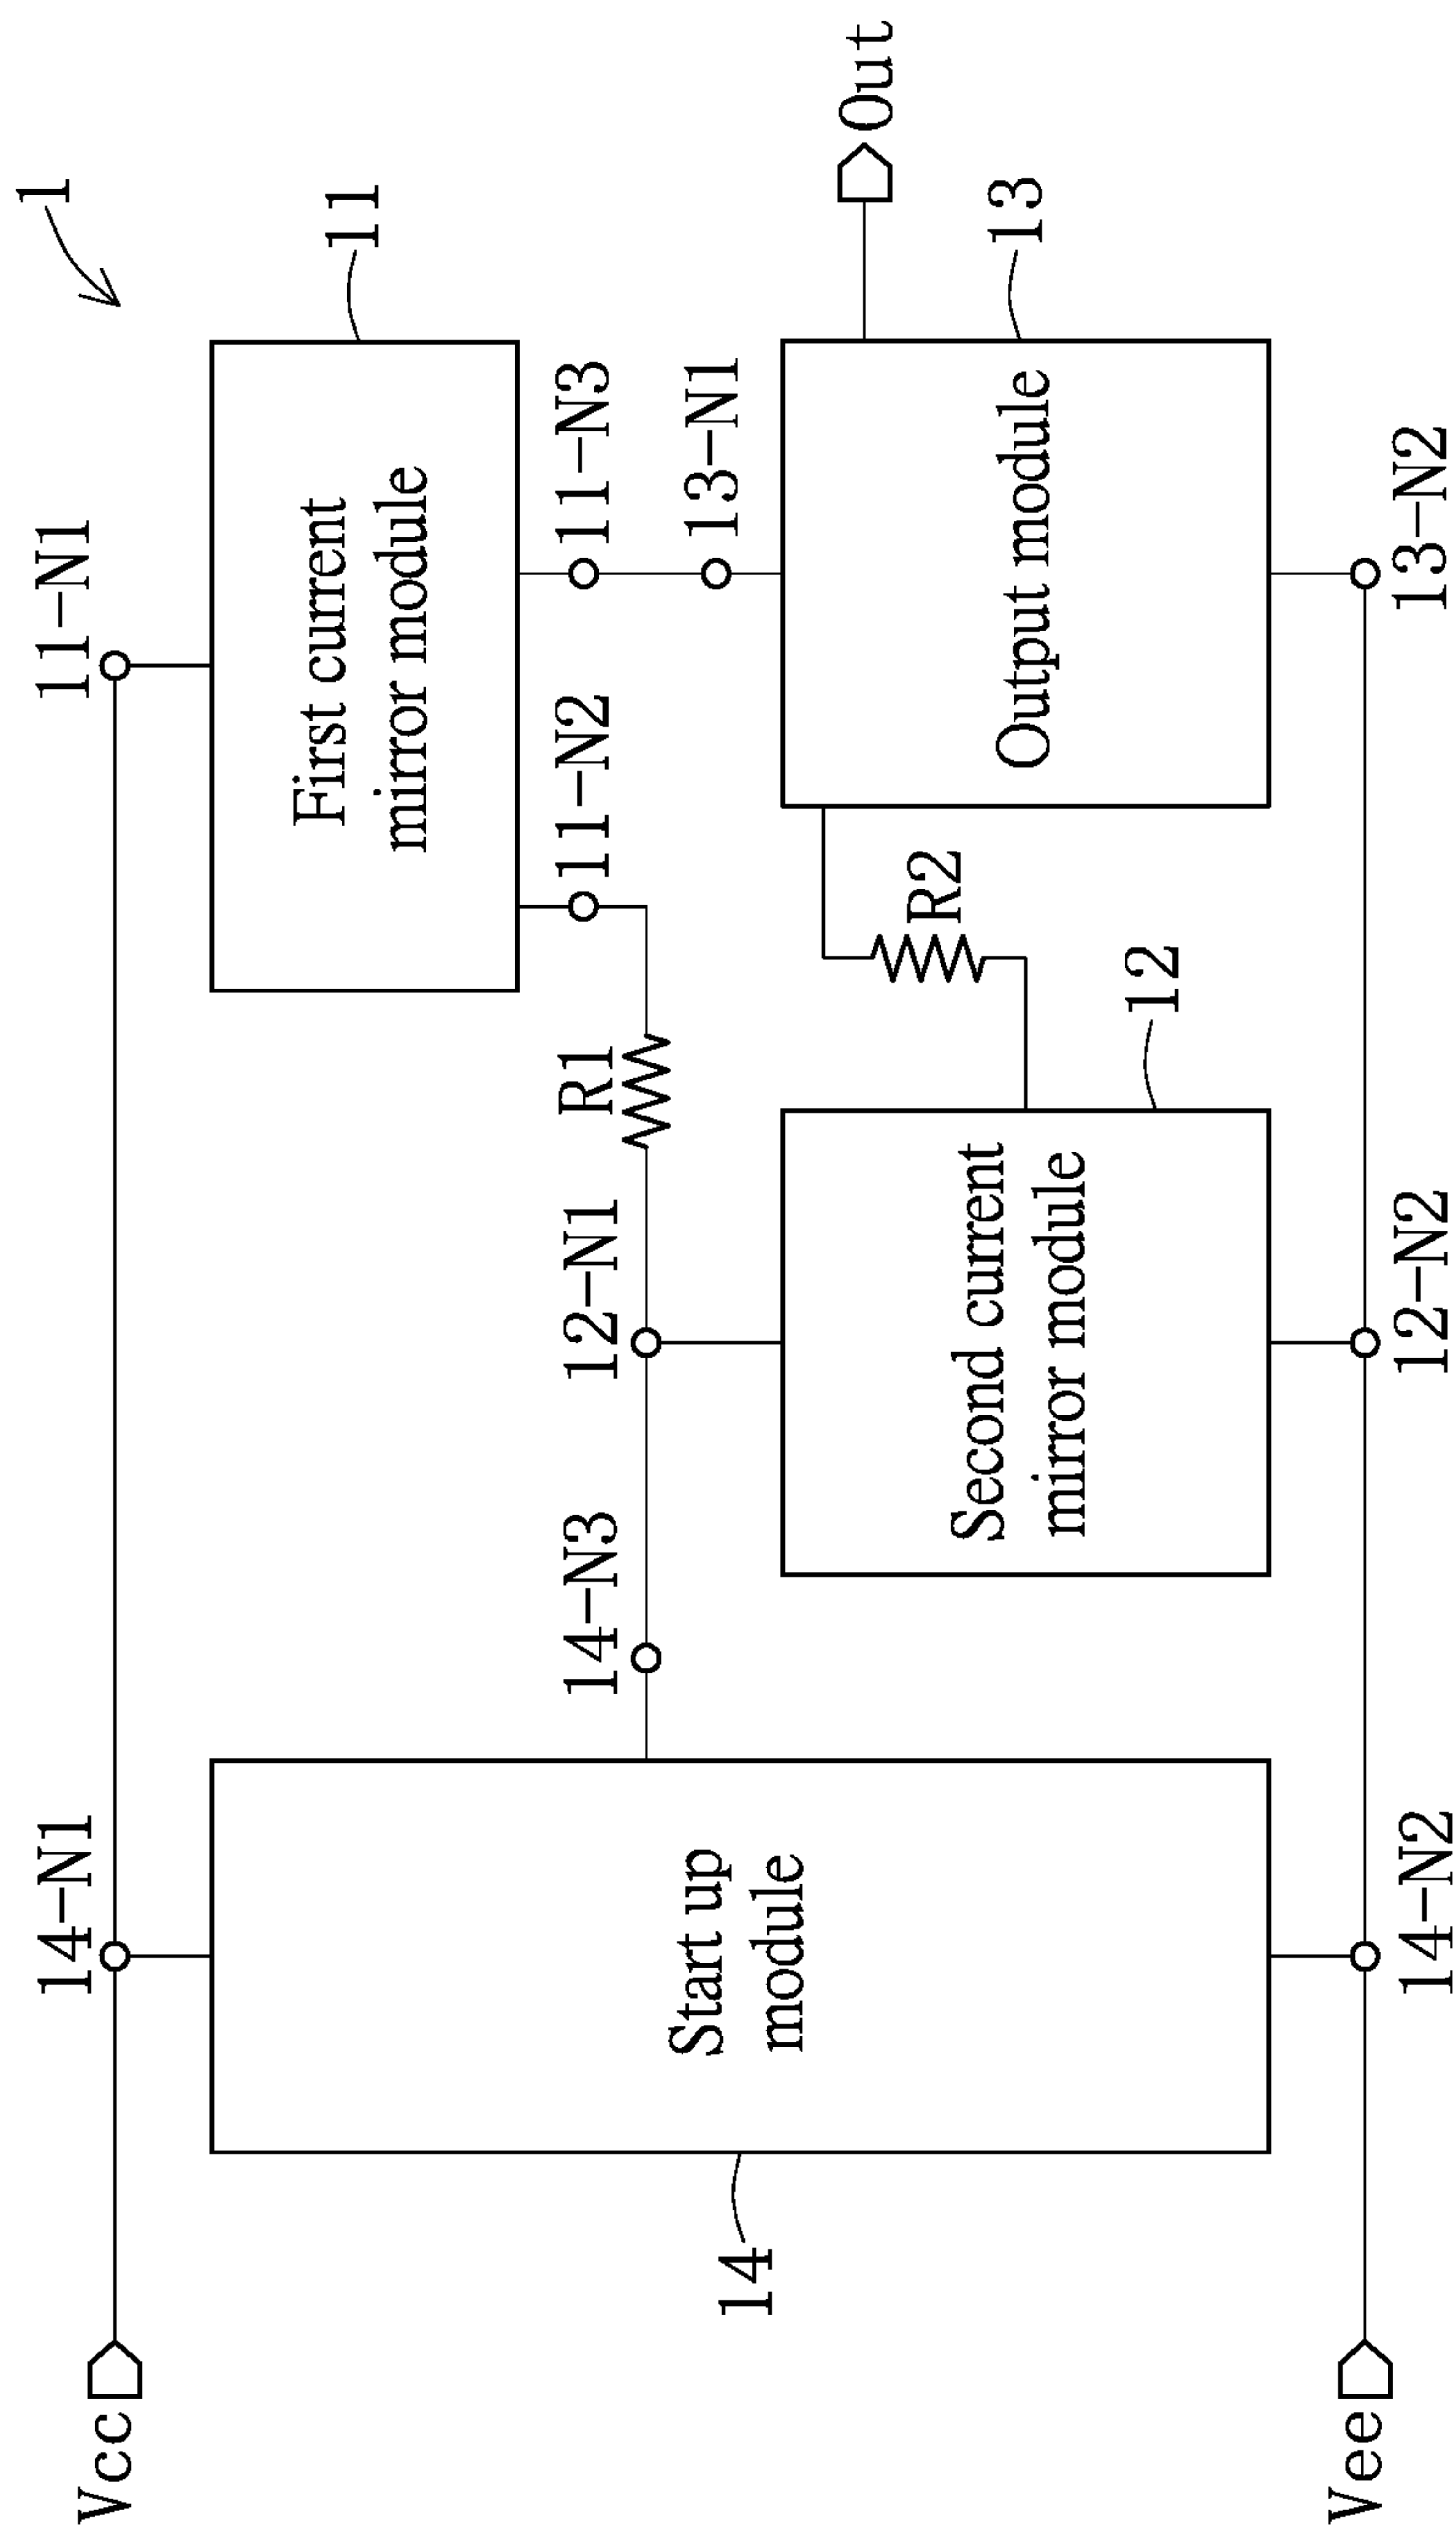 1
Vcc
14-N1
11-N1
First current
mirror module
11
11-N2
11-N3
R1
12-N1
14-N3
13-N1
Start up
module
14
Second current
mirror module
12
R2
Output module
13
Out
Vee
14-N2
12-N2
13-N2